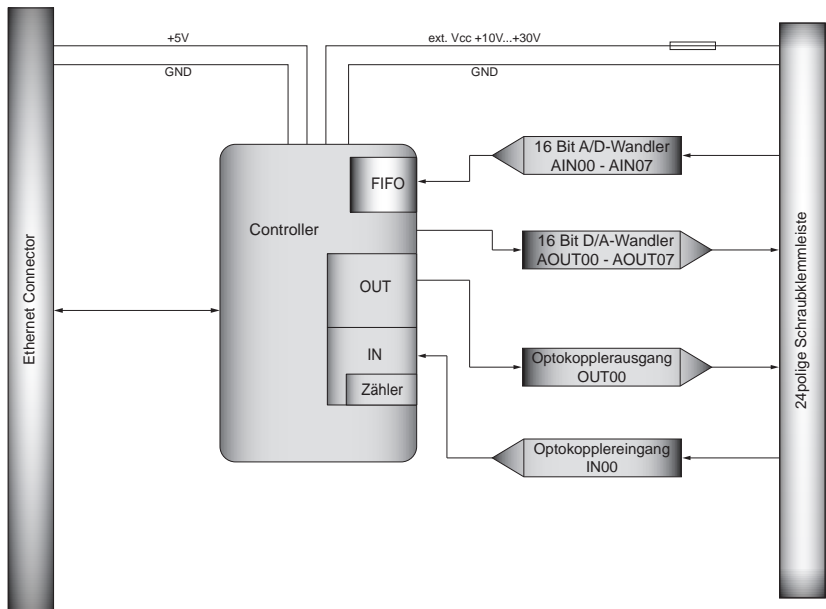 +5V
GND
ext. Vcc +10V...+30V
GND
Ethernet Connector
Controller
FIFO
OUT
IN
Zähler
16 Bit A/D-Wandler
AIN00 - AIN07
16 Bit D/A-Wandler
AOUT00 - AOUT07
Optokopplerausgang
OUT00
Optokopplereingang
IN00
24polige Schraubklemmleiste